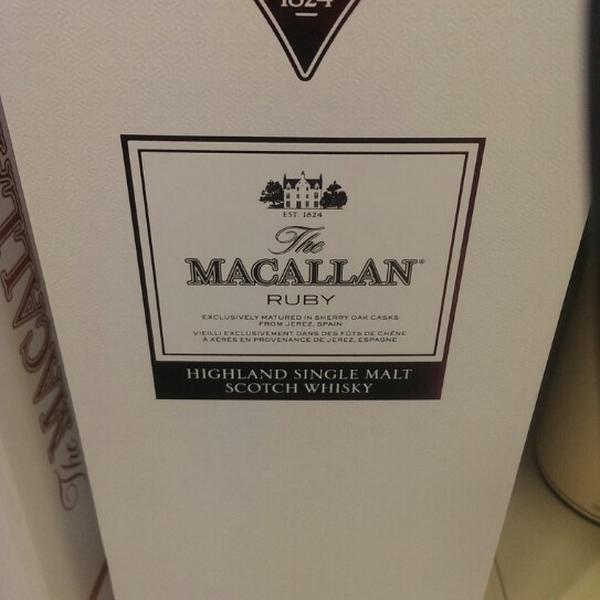 1824
EST. 1824
The
MACALLAN®
RUBY
EXCLUSIVELY MATURED IN SHERRY OAK CASKS
FROM JEREZ, SPAIN
VIEILLI EXCLUSIVEMENT DANS DES FÛTS DE CHÊNE
À XÉRÈS EN PROVENANCE DE JEREZ, ESPAGNE
HIGHLAND SINGLE MALT
SCOTCH WHISKY
The MACALL